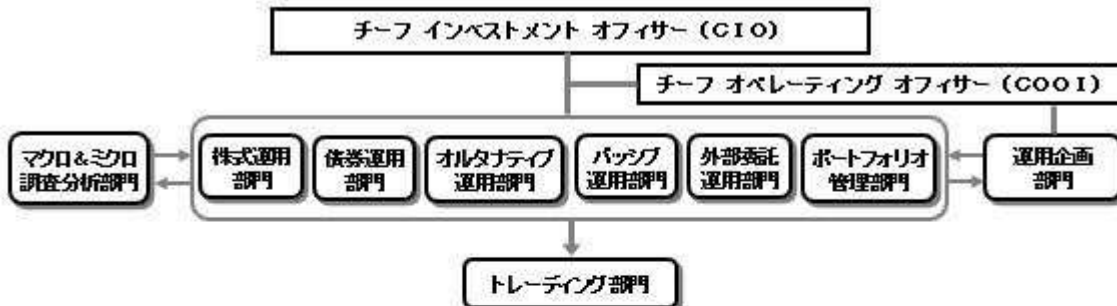 チーフ インベストメント オフィサー (CIO)
チーフ オペレーティング オフィサー (COOI)
マクロ&ミクロ
調査分析部門
株式運用
部門
債券運用
部門
オルタナティブ
運用部門
パッシブ
運用部門
外部委託
運用部門
ポートフォリオ
管理部門
運用企画
部門
トレーディング部門